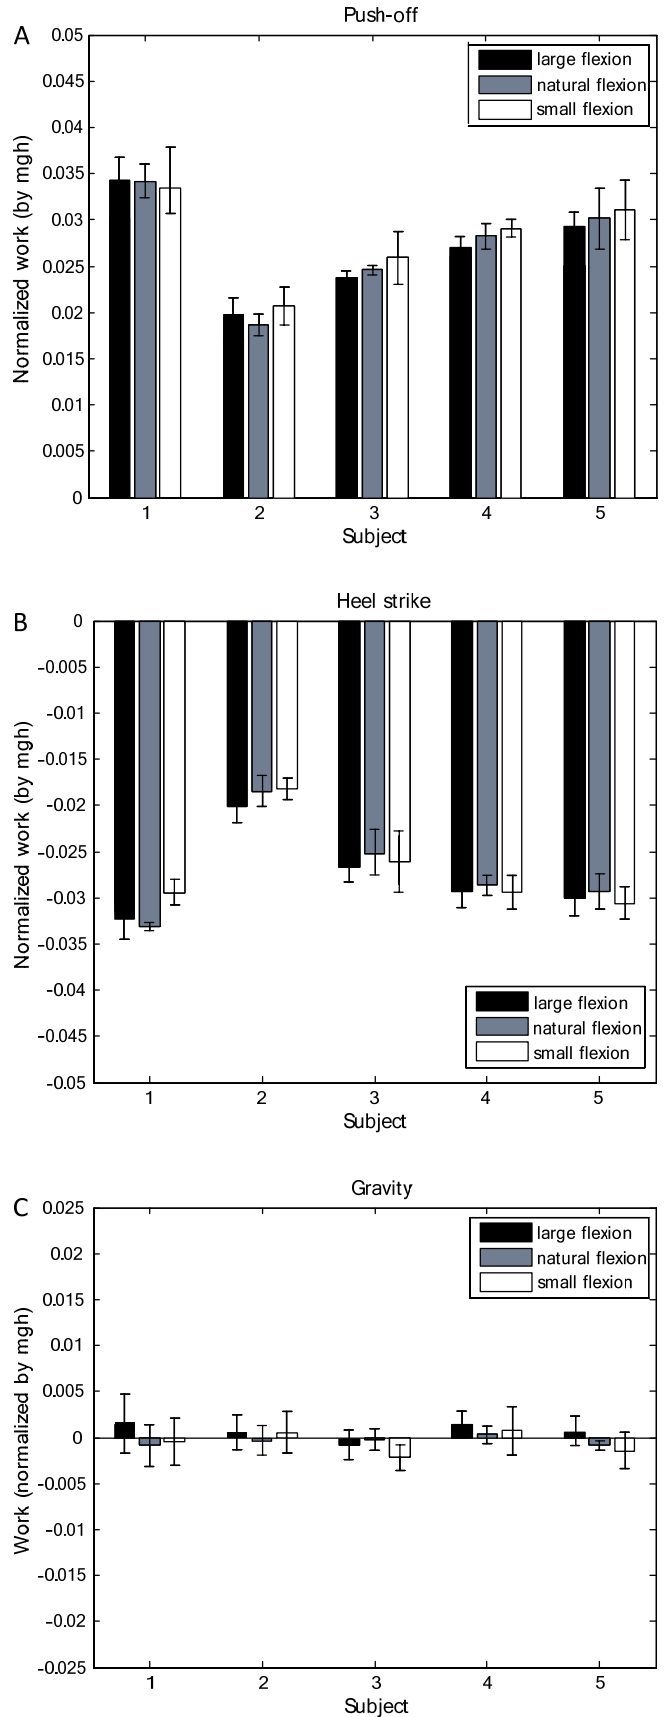 A
Push-off
0.05
0.045
0.04
0.035
0.03
0.025
0.02
0.015
0.01
0.005
0
Normalized work (by mgh)
large flexion
natural flexion
small flexion
1 2 3 4 5
Subject
B
Heel strike
0
-0.005
-0.01
-0.015
-0.02
-0.025
-0.03
-0.035
-0.04
-0.045
-0.05
Normalized work (by mgh)
large flexion
natural flexion
small flexion
1 2 3 4 5
Subject
C
Gravity
0.025
0.02
0.015
0.01
0.005
0
-0.005
-0.01
-0.015
-0.02
-0.025
Work (normalized by mgh)
large flexion
natural flexion
small flexion
1 2 3 4 5
Subject